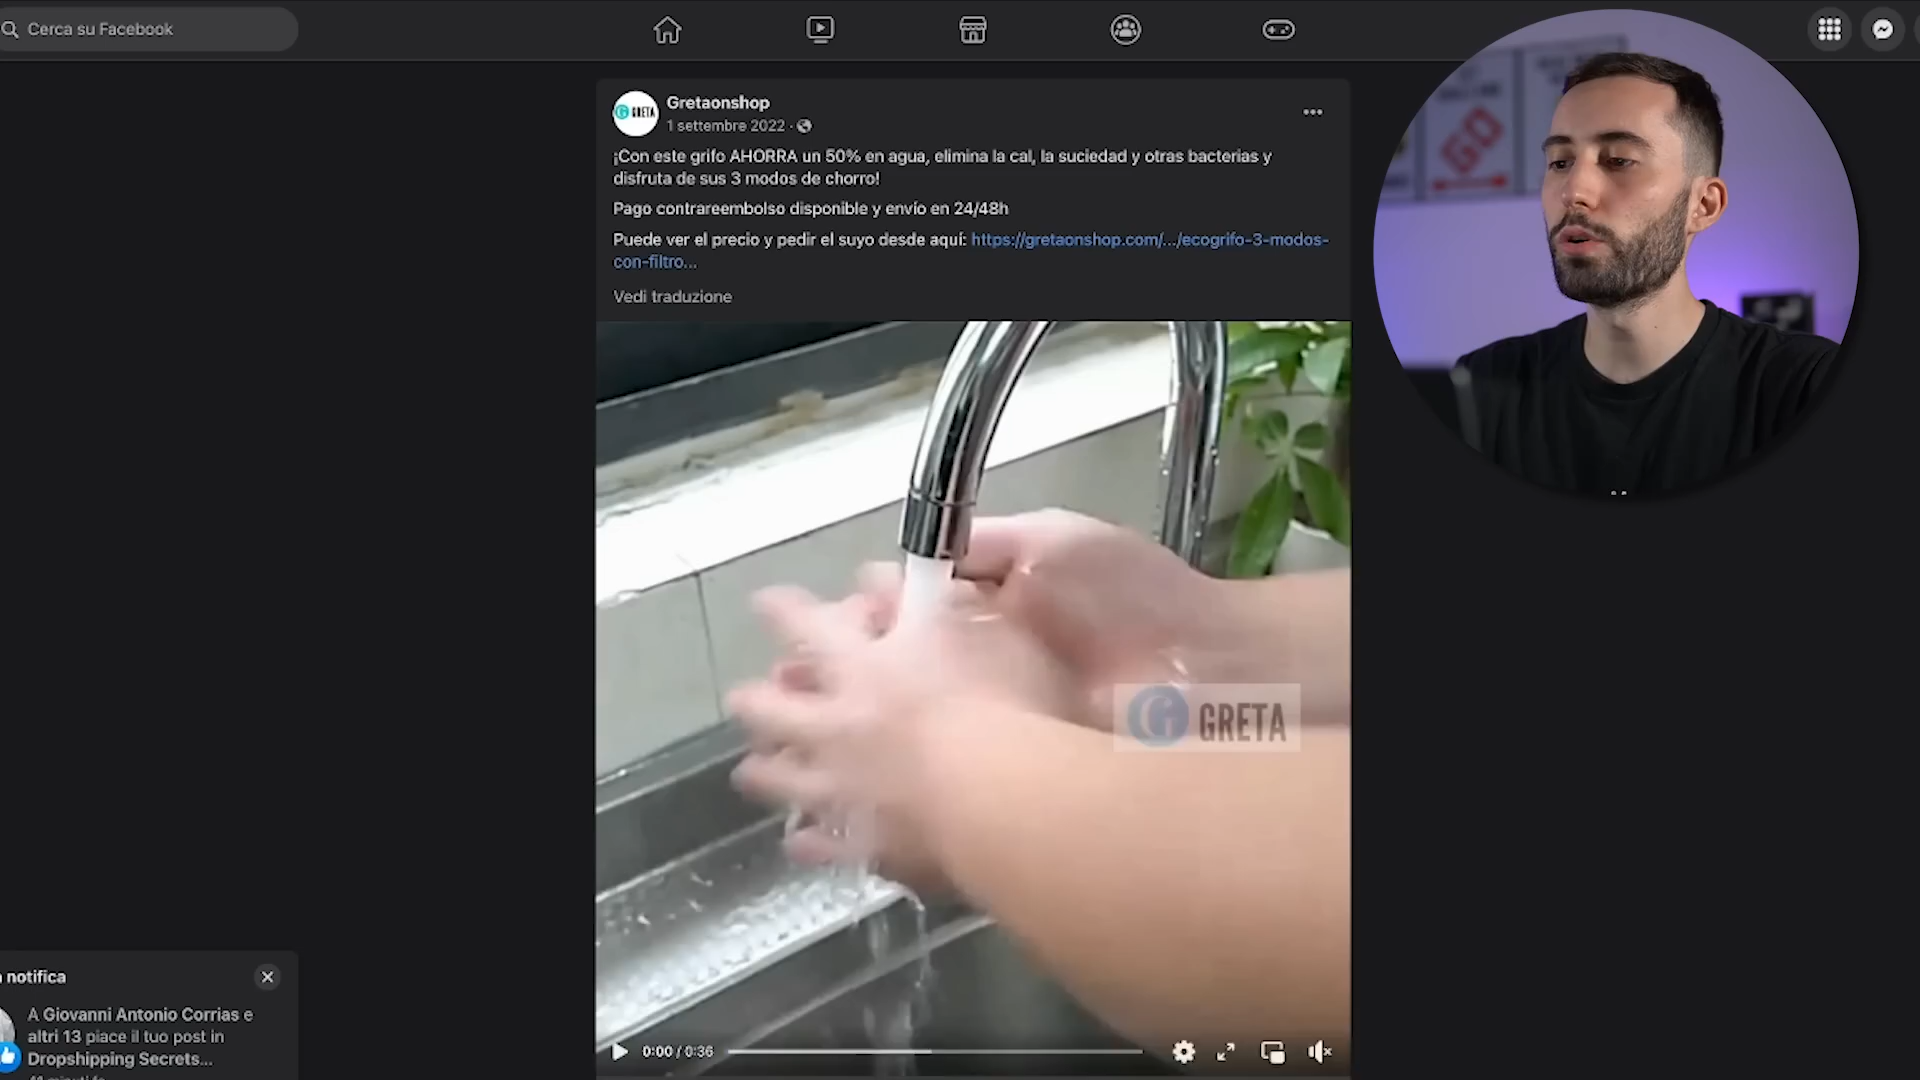 Cerca su Facebook
GRETA
Gretaonshop
1 settembre 2022 ·
¡Con este grifo AHORRA un 50% en agua, elimina la cal, la suciedad y otras bacterias y
disfruta de sus 3 modos de chorro!
Pago contrareembolso disponible y envío en 24/48h
Puede ver el precio y pedir el suyo desde aquí: https://gretaonshop.com/.../ecogrifo-3-modos-
con-filtro...
Vedi traduzione
GO
GRETA
notifica
A Giovanni Antonio Corrias e
altri 13 piace il tuo post in
Dropshipping Secrets...
0:00 / 0:36